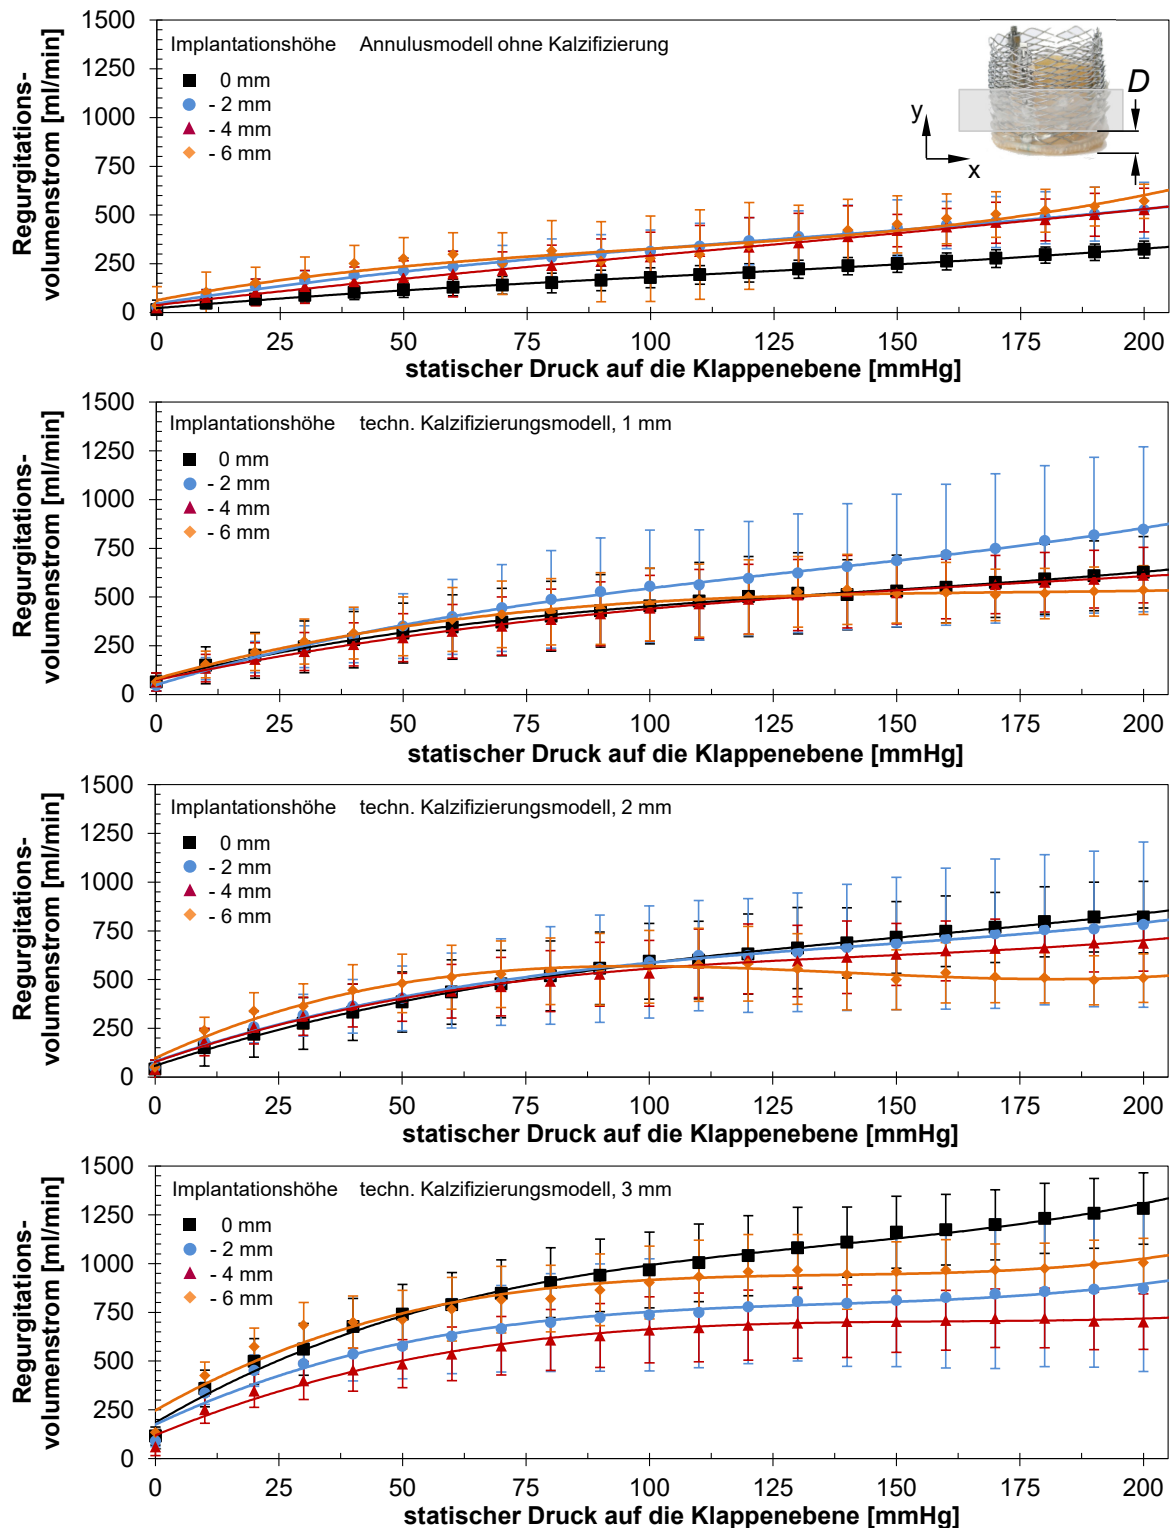 Regurgitations-
volumenstrom [ml/min]
1500
1250
1000
750
500
250
0
Implantationshöhe Annulusmodell ohne Kalzifizierung
0 mm
- 2 mm
- 4 mm
- 6 mm
D
y
x
0 25 50 75 100 125 150 175 200
statischer Druck auf die Klappenebene [mmHg]
Regurgitations-
volumenstrom [ml/min]
1500
1250
1000
750
500
250
0
Implantationshöhe techn. Kalzifizierungsmodell, 1 mm
0 mm
- 2 mm
- 4 mm
- 6 mm
0 25 50 75 100 125 150 175 200
statischer Druck auf die Klappenebene [mmHg]
Regurgitations-
volumenstrom [ml/min]
1500
1250
1000
750
500
250
0
Implantationshöhe techn. Kalzifizierungsmodell, 2 mm
0 mm
- 2 mm
- 4 mm
- 6 mm
0 25 50 75 100 125 150 175 200
statischer Druck auf die Klappenebene [mmHg]
Regurgitations-
volumenstrom [ml/min]
1500
1250
1000
750
500
250
0
Implantationshöhe techn. Kalzifizierungsmodell, 3 mm
0 mm
- 2 mm
- 4 mm
- 6 mm
0 25 50 75 100 125 150 175 200
statischer Druck auf die Klappenebene [mmHg]